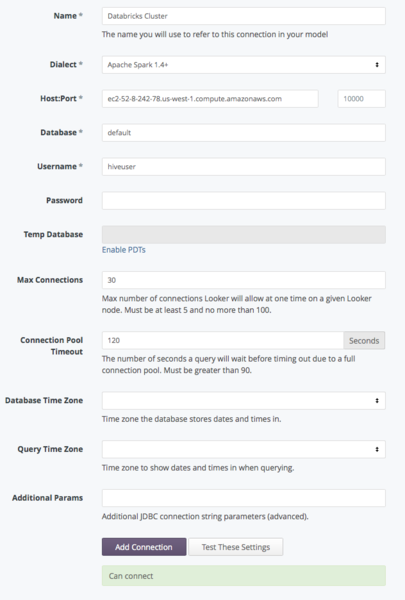 Name * Databricks Cluster
The name you will use to refer to this connection in your model
Dialect * Apache Spark 1.4+
Host:Port * ec2-52-8-242-78.us-west-1.compute.amazonaws.com 10000
Database * default
Username * hiveuser
Password
Temp Database
Enable PDTs
Max Connections 30
Max number of connections Looker will allow at one time on a given Looker
node. Must be at least 5 and no more than 100.
Connection Pool
Timeout 120 Seconds
The number of seconds a query will wait before timing out due to a full
connection pool. Must be greater than 90.
Database Time Zone
Time zone the database stores dates and times in.
Query Time Zone
Time zone to show dates and times in when querying.
Additional Params
Additional JDBC connection string parameters (advanced).
Add Connection Test These Settings
Can connect